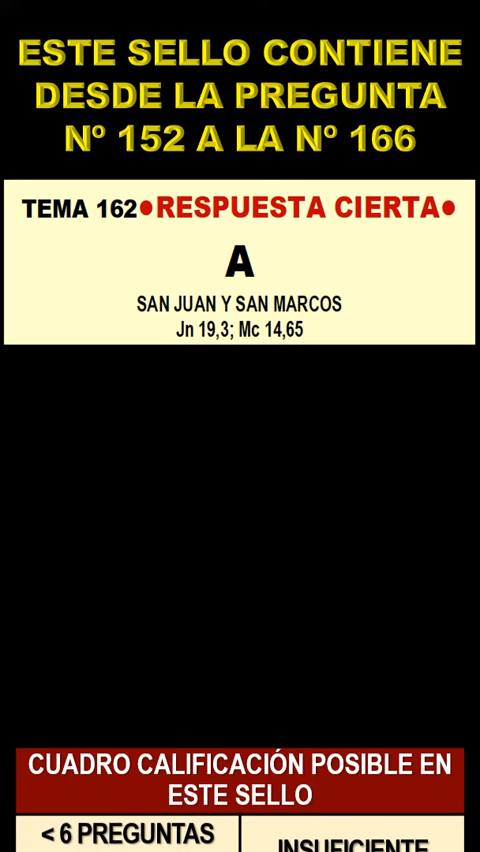 ESTE SELLO CONTIENE
DESDE LA PREGUNTA
Nº 152 A LA Nº 166
TEMA 162●RESPUESTA CIERTA●
A
SAN JUAN Y SAN MARCOS
Jn 19,3; Mc 14,65
CUADRO CALIFICACIÓN POSIBLE EN
ESTE SELLO
< 6 PREGUNTAS
INSUFICIENTE